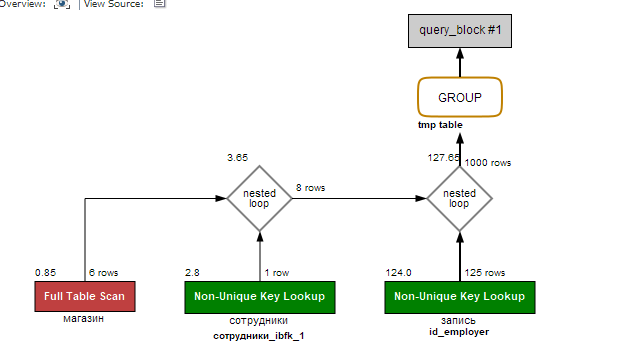 Overview: | View Source:
query_block #1
GROUP
tmp table
3.65
127.65
1000 rows
nested
loop
8 rows
nested
loop
0.85
6 rows
2.8
1 row
124.0
125 rows
Full Table Scan
Non-Unique Key Lookup
Non-Unique Key Lookup
магазин
сотрудники
запись
сотрудники_ibfk_1
id_employer